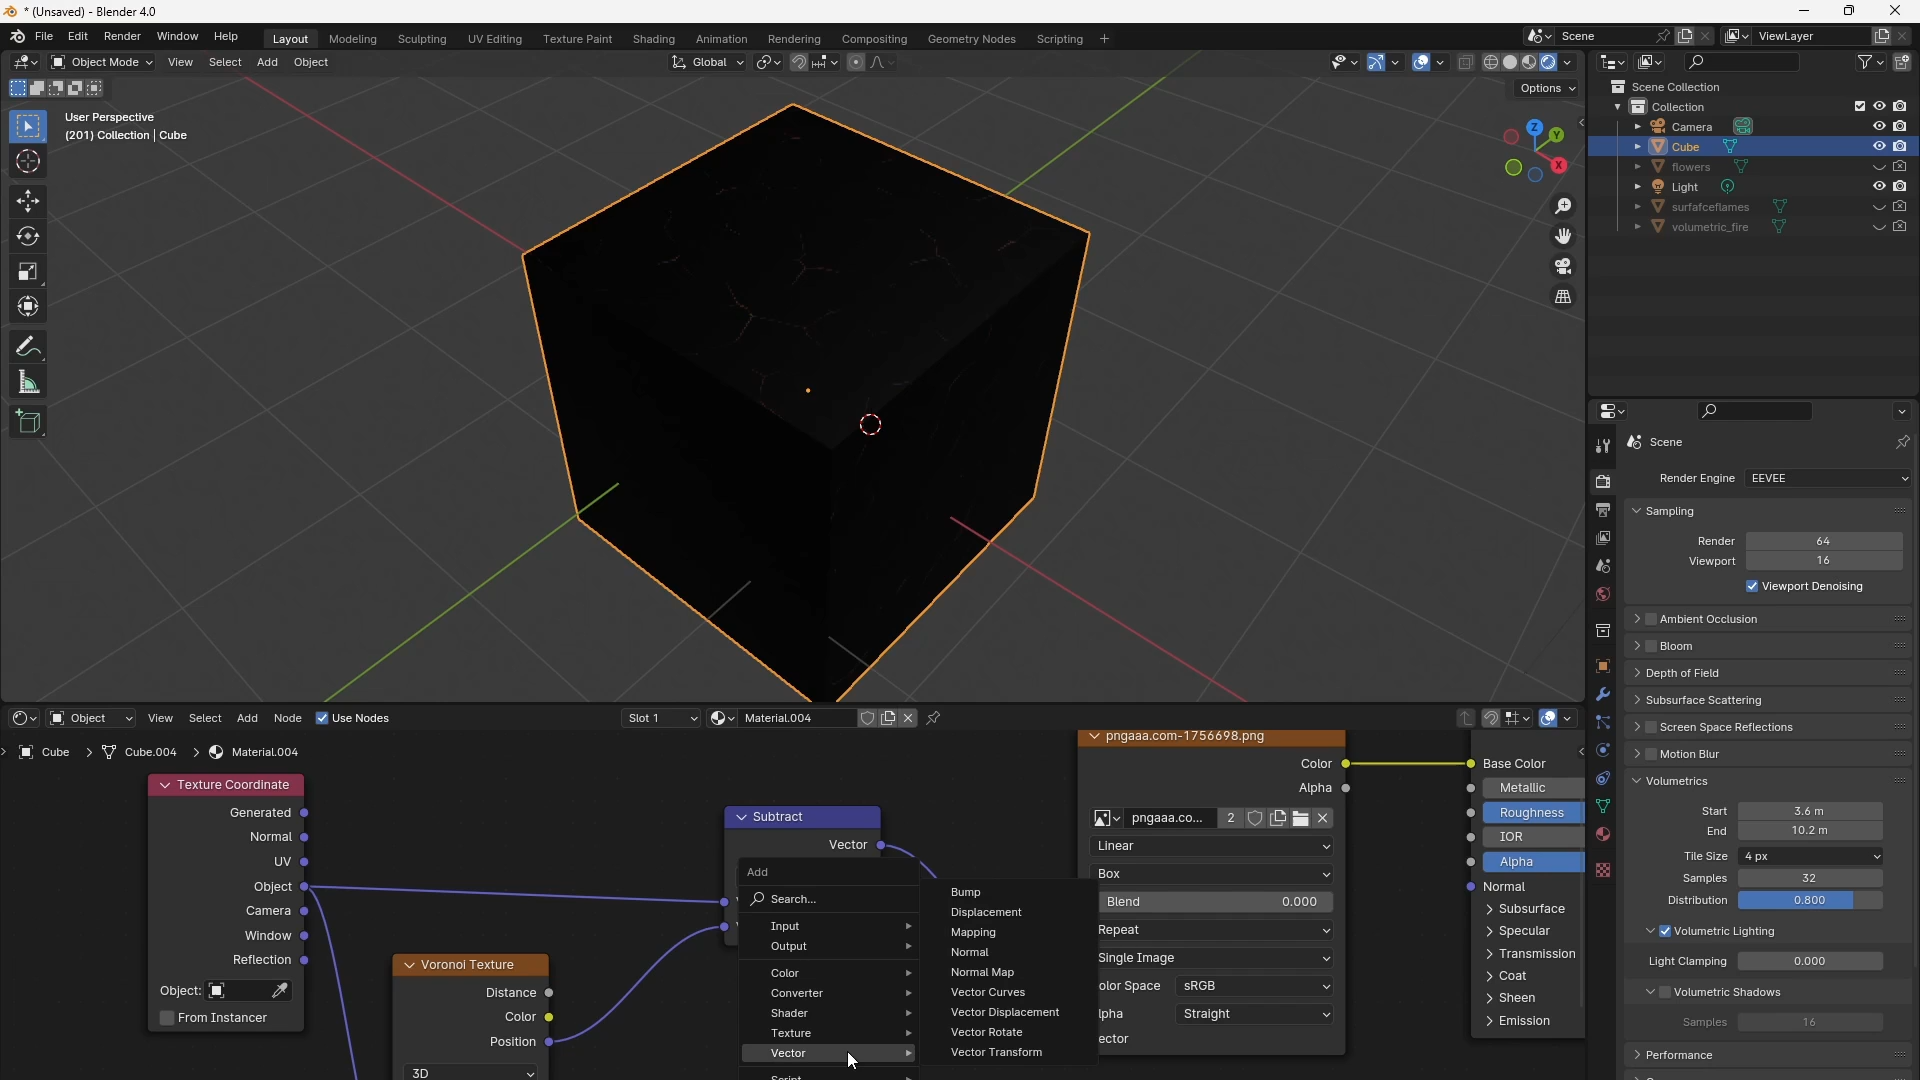 * (Unsaved) - Blender 4.0
File Edit Render Window Help Layout Modeling Sculpting UV Editing Texture Paint Shading Animation Rendering Compositing Geometry Nodes Scripting + Scene ViewLayer
Object Mode View Select Add Object Global
Options
User Perspective
(201) Collection | Cube
Z
Y
X
Scene Collection
Collection
Camera
Cube
flowers
Light
surfafceflames
volumetric_fire
Scene
Render Engine EEVEE
Sampling
Render 64
Viewport 16
Viewport Denoising
Ambient Occlusion
Bloom
Depth of Field
Subsurface Scattering
Screen Space Reflections
Motion Blur
Volumetrics
Start 3.6 m
End 10.2 m
Tile Size 4 px
Samples 32
Distribution 0.800
Volumetric Lighting
Light Clamping 0.000
Volumetric Shadows
Samples 16
Performance
Object View Select Add Node Use Nodes Slot 1 Material.004
Cube Cube.004 Material.004
Texture Coordinate
Generated
Normal
UV
Object
Camera
Window
Reflection
Object:
From Instancer
Voronoi Texture
Distance
Color
Position
3D
Subtract
Vector
Add
Search...
Input
Output
Color
Converter
Shader
Texture
Vector
Script
Bump
Displacement
Mapping
Normal
Normal Map
Vector Curves
Vector Displacement
Vector Rotate
Vector Transform
pngaaa.com-1756698.png
Color
Alpha
pngaaa.co... 2
Linear
Box
Blend 0.000
Repeat
Single Image
olor Space sRGB
lpha Straight
ector
Base Color
Metallic
Roughness
IOR
Alpha
Normal
Subsurface
Specular
Transmission
Coat
Sheen
Emission